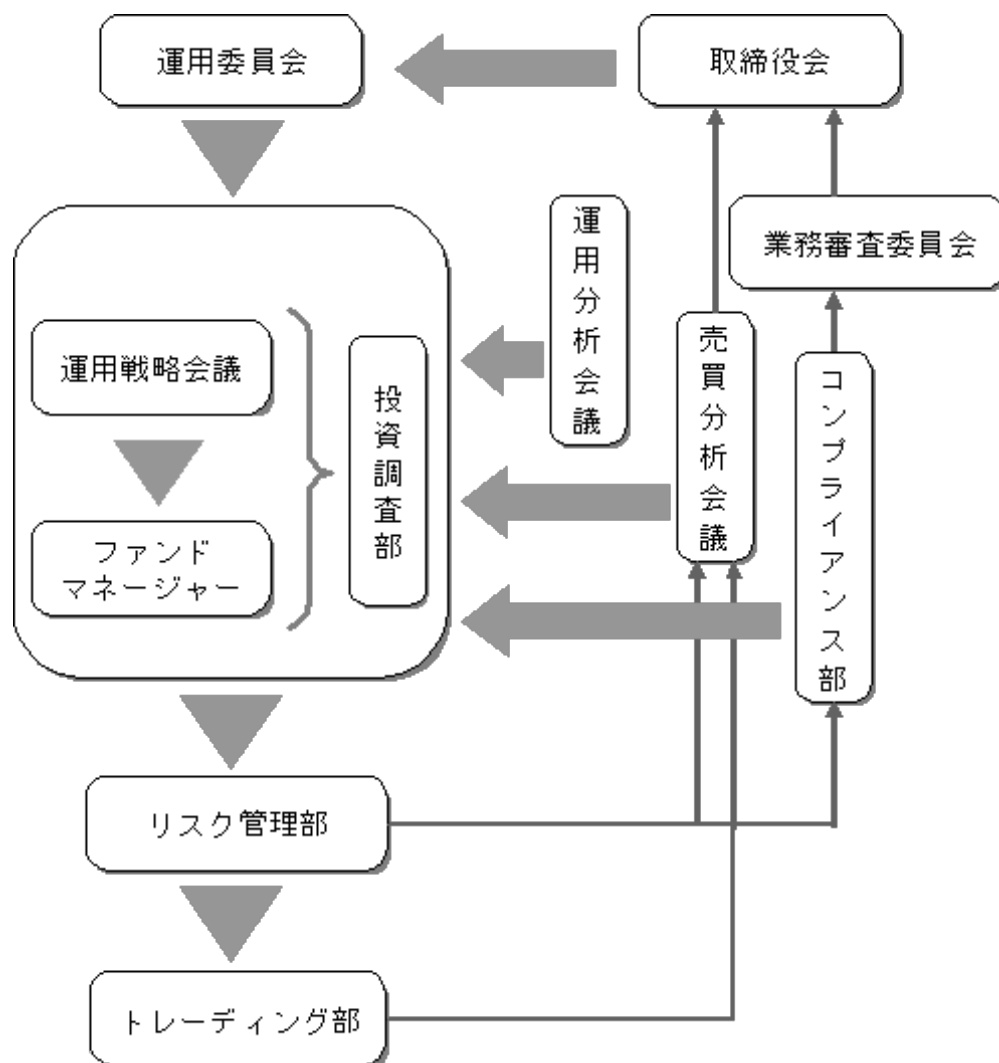 運用委員会
取締役会
運用分析会議
業務審査委員会
運用戦略会議
投資調査部
売買分析会議
コンプライアンス部
ファンド
マネージャー
リスク管理部
トレーディング部